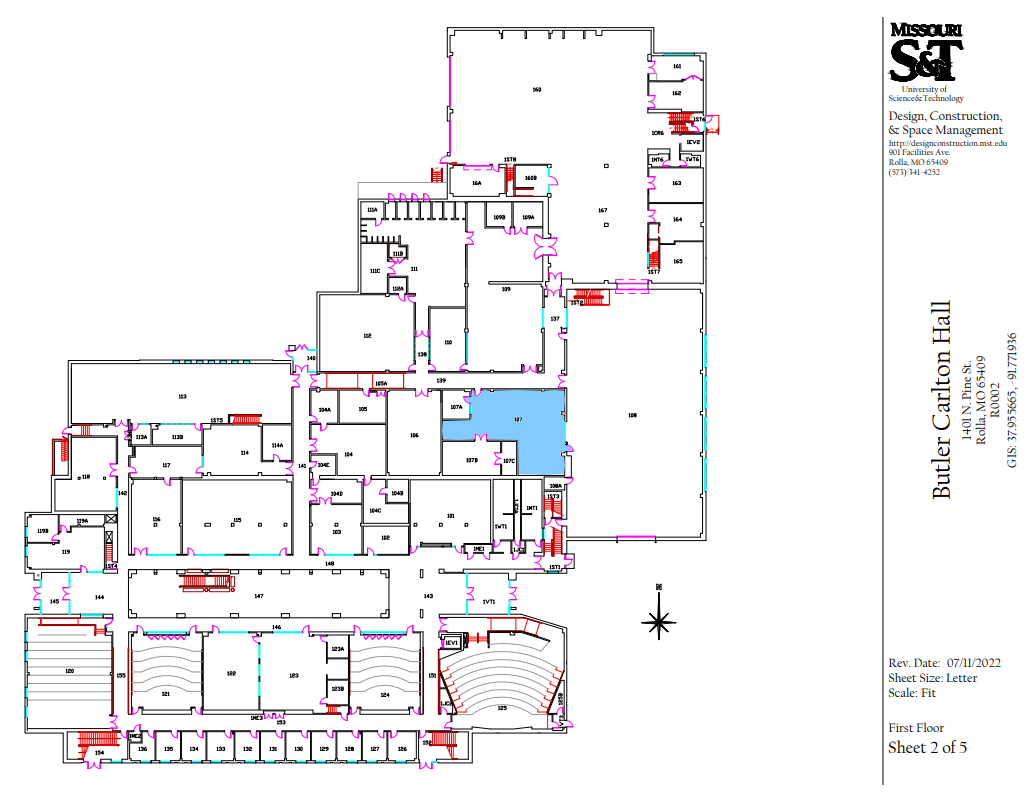 160
161
162
1ST6
1CR6
1EV2
1NT6
1WT6
1ST8
16A
160B
163
167
164
165
1ST7
111A
109B
109A
111B
111C
111
112A
109
1ST2
137
112
110
138
140
139
105A
113
104A
105
107A
107
108
106
1ST5
113A
113B
114
114A
104
141
107B
107C
117
104E
118
142
104D
104B
108A
1ST3
116
115
104C
101
1MT1
119A
119B
103
102
1WT1
119
1ME1
1ST4
148
1ST1
147
145
144
143
1VT1
146
120
155
121
122
123
123A
123B
124
151
1EV1
125
125B
1ME3
153
1ME2
154
136
135
134
133
132
131
130
129
128
127
126
152
N
MISSOURI
S&T
University of
Science&Technology
Design, Construction,
& Space Management
http://designconstruction.mst.edu
901 Facilities Ave.
Rolla, MO 65409
(573) 341-4252
Butler Carlton Hall
1401 N. Pine St.
Rolla, MO 65409
R0002
GIS: 37.955665, -91.771936
Rev. Date: 07/11/2022
Sheet Size: Letter
Scale: Fit
First Floor
Sheet 2 of 5